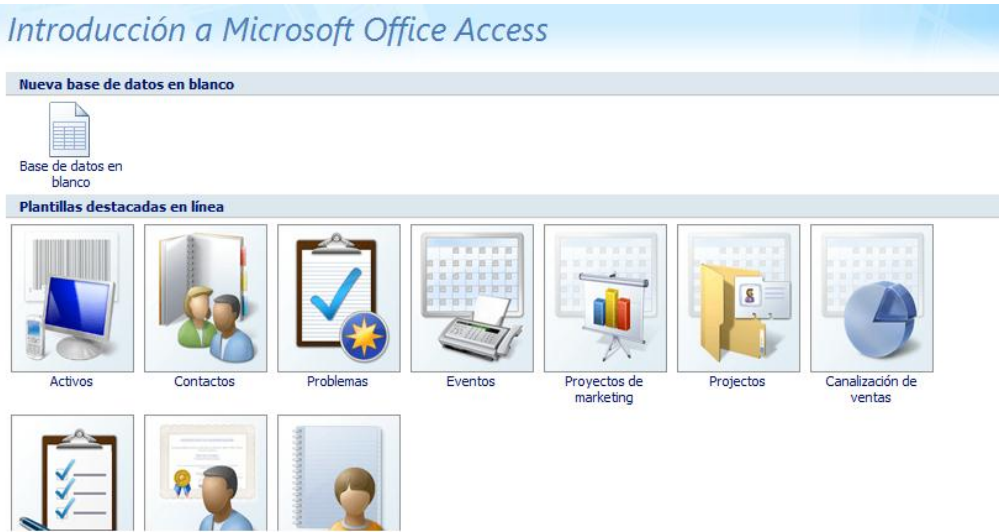 Introducción a Microsoft Office Access
Nueva base de datos en blanco
Base de datos en
blanco
Plantillas destacadas en línea
Activos
Contactos
Problemas
Eventos
Proyectos de
marketing
Projectos
Canalización de
ventas